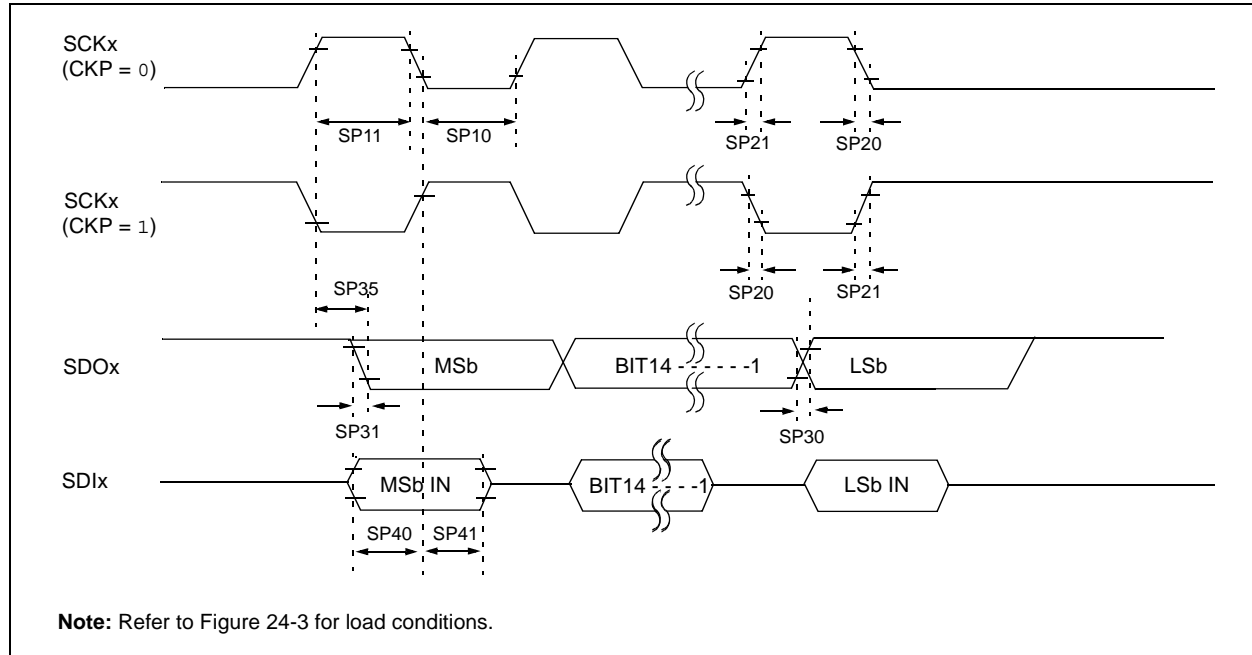 SCKx
(CKP = 0)
SP11
SP10
SP21
SP20
SCKx
(CKP = 1)
SP35
SP20
SP21
SDOx
MSb
BIT14 - - - - - -1
LSb
SP31
SP30
SDIx
MSb IN
BIT14 - - - -1
LSb IN
SP40
SP41
Note: Refer to Figure 24-3 for load conditions.